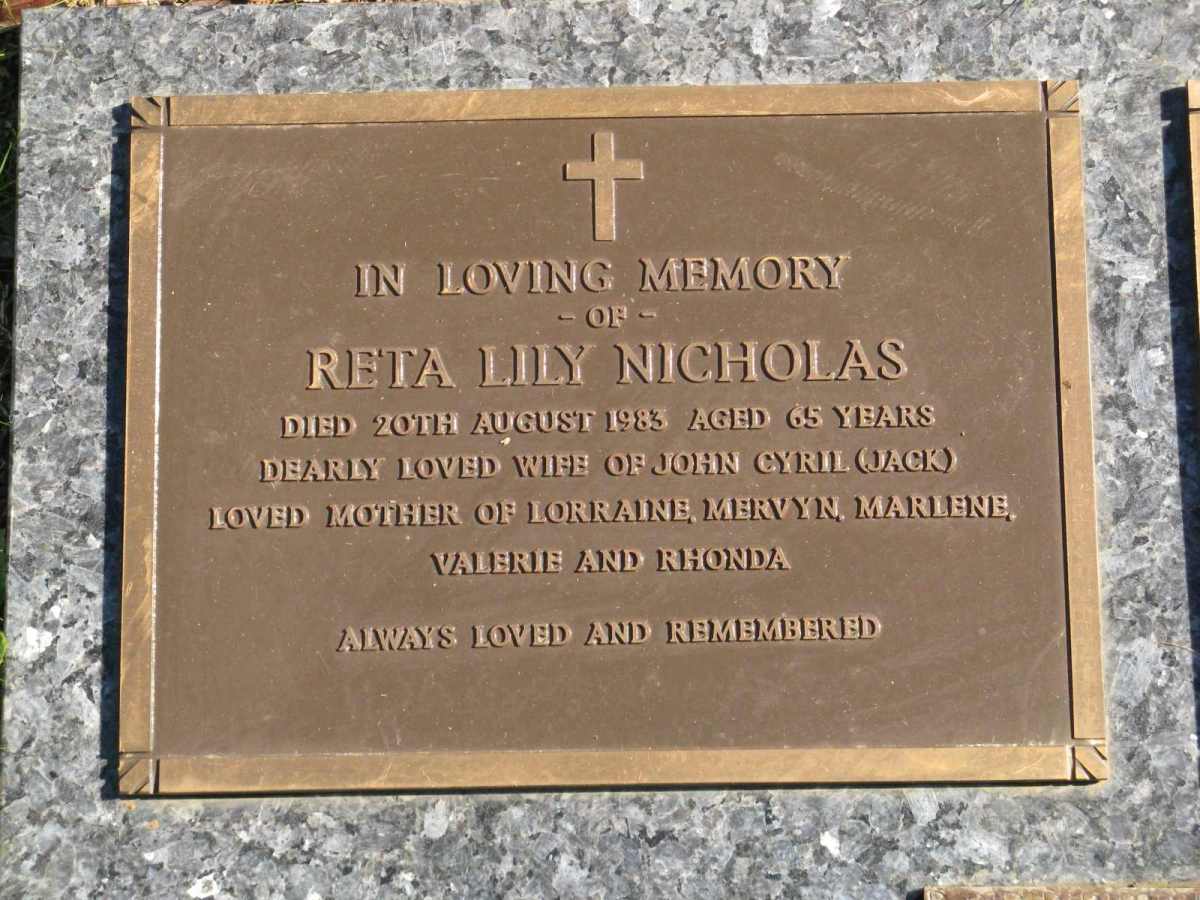 IN LOVING MEMORY
- OF -
RETA LILY NICHOLAS
DIED 20TH AUGUST 1983 AGED 65 YEARS
DEARLY LOVED WIFE OF JOHN CYRIL (JACK)
LOVED MOTHER OF LORRAINE, MERVYN, MARLENE,
VALERIE AND RHONDA
ALWAYS LOVED AND REMEMBERED